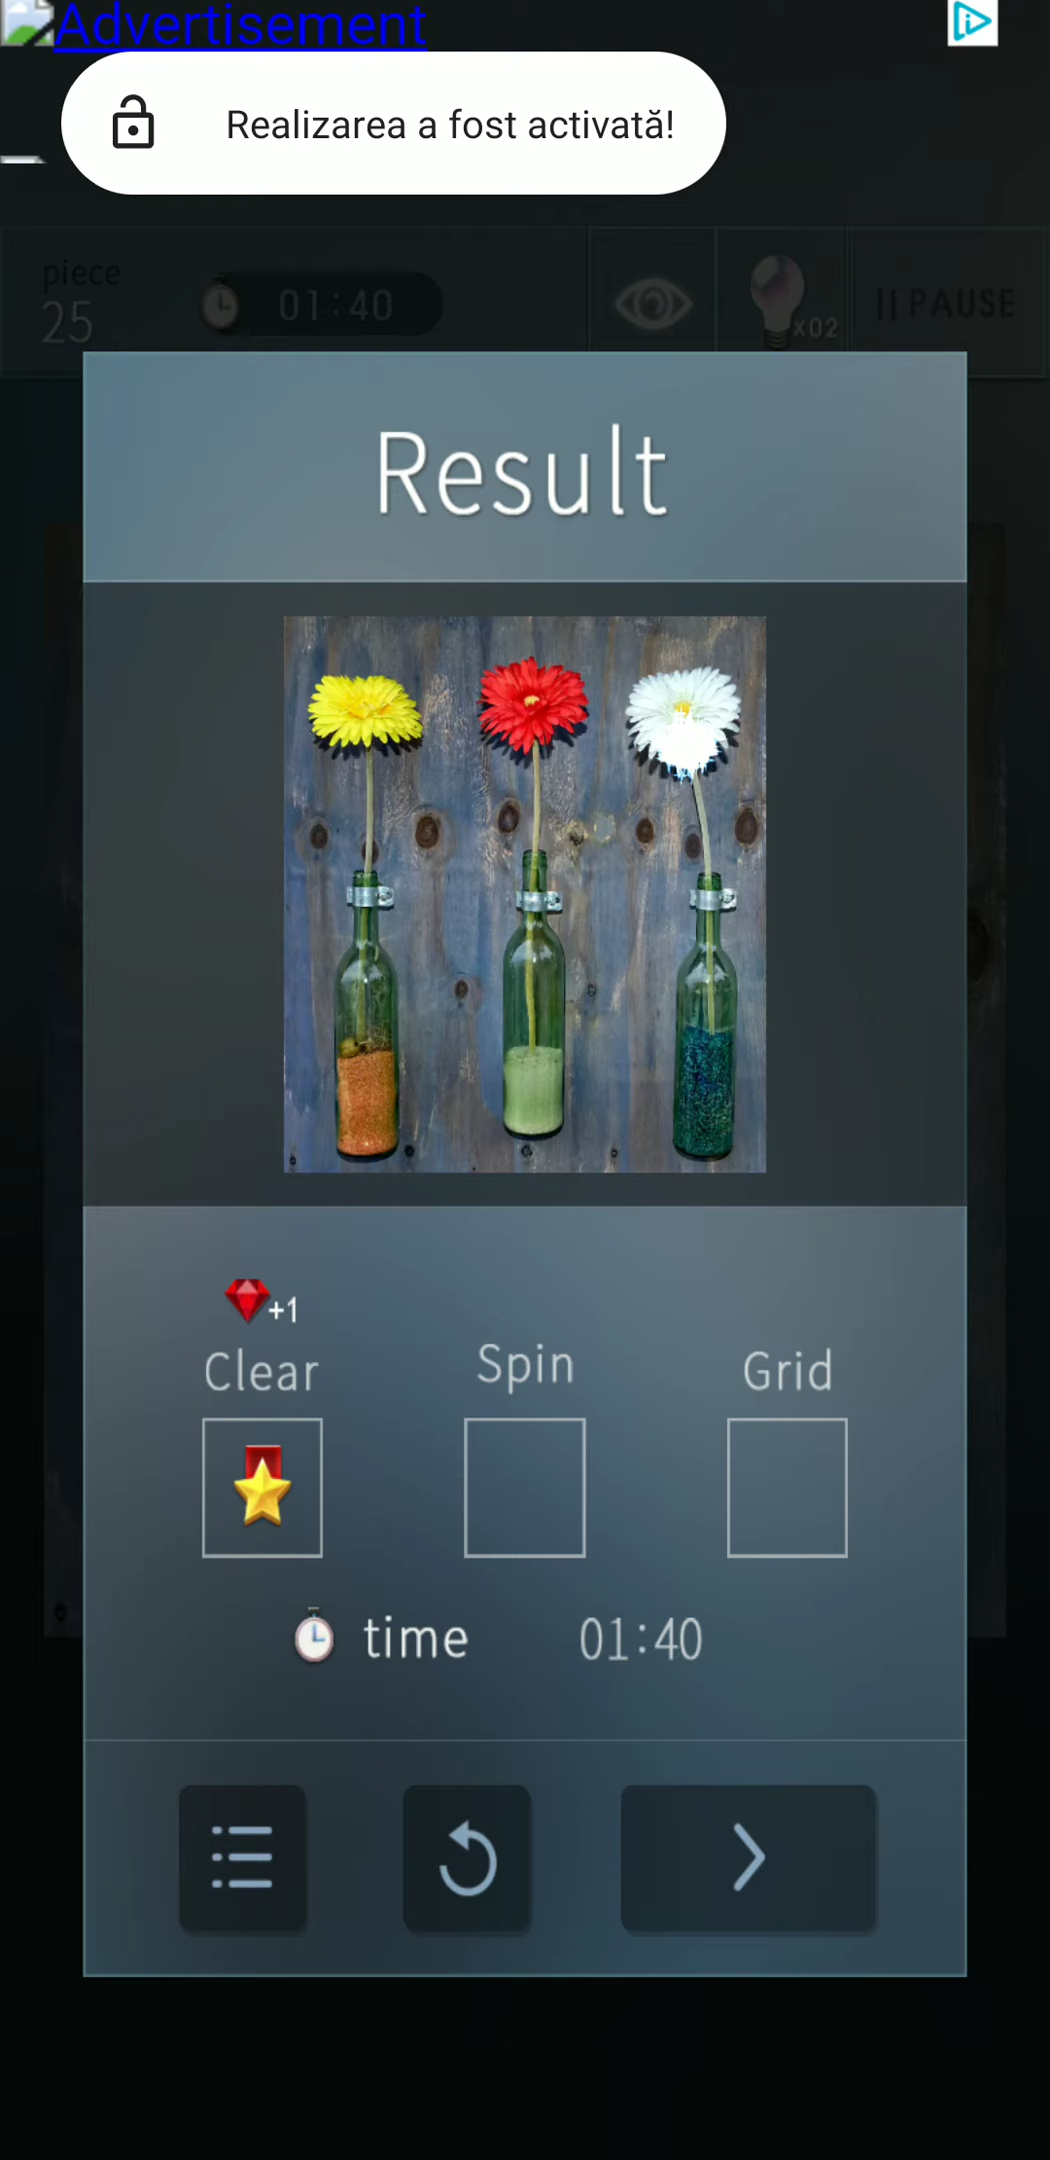 Advertisement
Realizarea a fost activată!
piece
25
01:40
x02
PAUSE
Result
+1
Clear
Spin
Grid
time
01:40